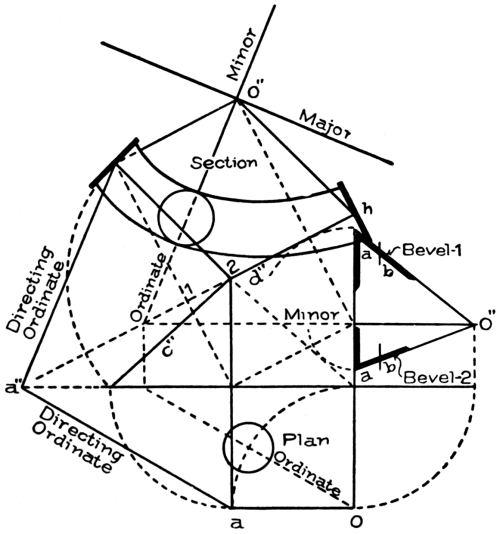 Minor
O"
Major
Section
h
a
b
Bevel-1
2
d"
Directing
Ordinate
Ordinate
1
c"
Minor
O"
a
b
Bevel-2
a"
Directing
Ordinate
Plan
Ordinate
a
O